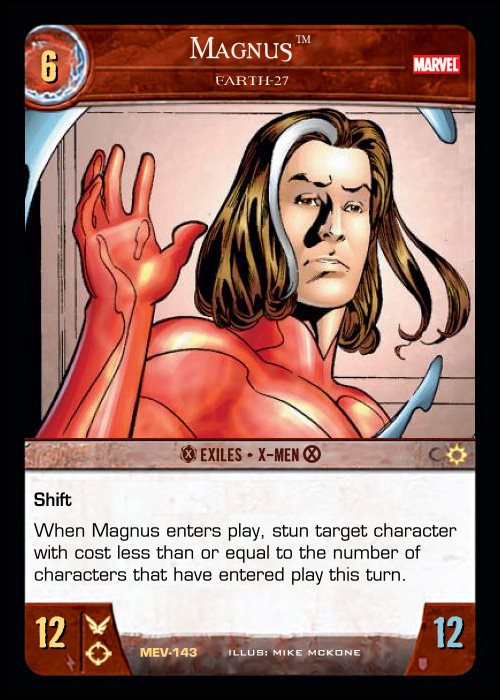 6
Magnus™
EARTH-27
MARVEL
EXILES • X-MEN
C
Shift
When Magnus enters play, stun target character
with cost less than or equal to the number of
characters that have entered play this turn.
12
MEV-143
ILLUS: MIKE MCKONE
12